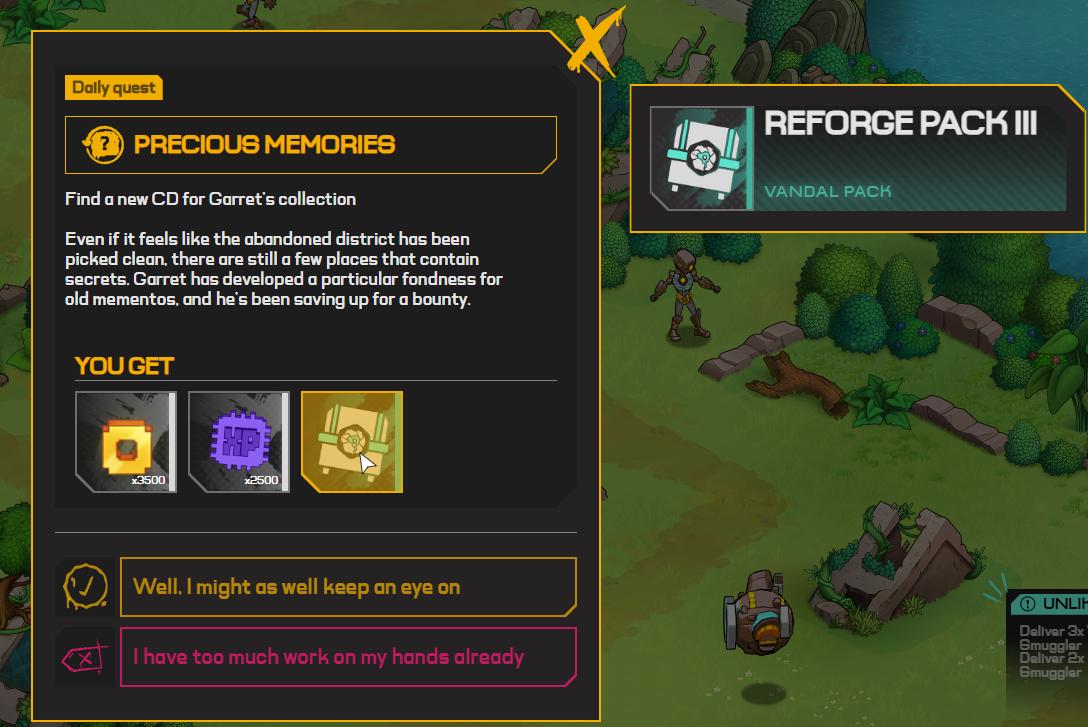 Daily quest
PRECIOUS MEMORIES
Find a new CD for Garret's collection
Even if it feels like the abandoned district has been
picked clean, there are still a few places that contain
secrets. Garret has developed a particular fondness for
old mementos, and he's been saving up for a bounty.
YOU GET
x3500
XP
x2500
Well, I might as well keep an eye on
I have too much work on my hands already
REFORGE PACK III
VANDAL PACK
Deliver 3x
Smuggler
Deliver 2x
Smuggler